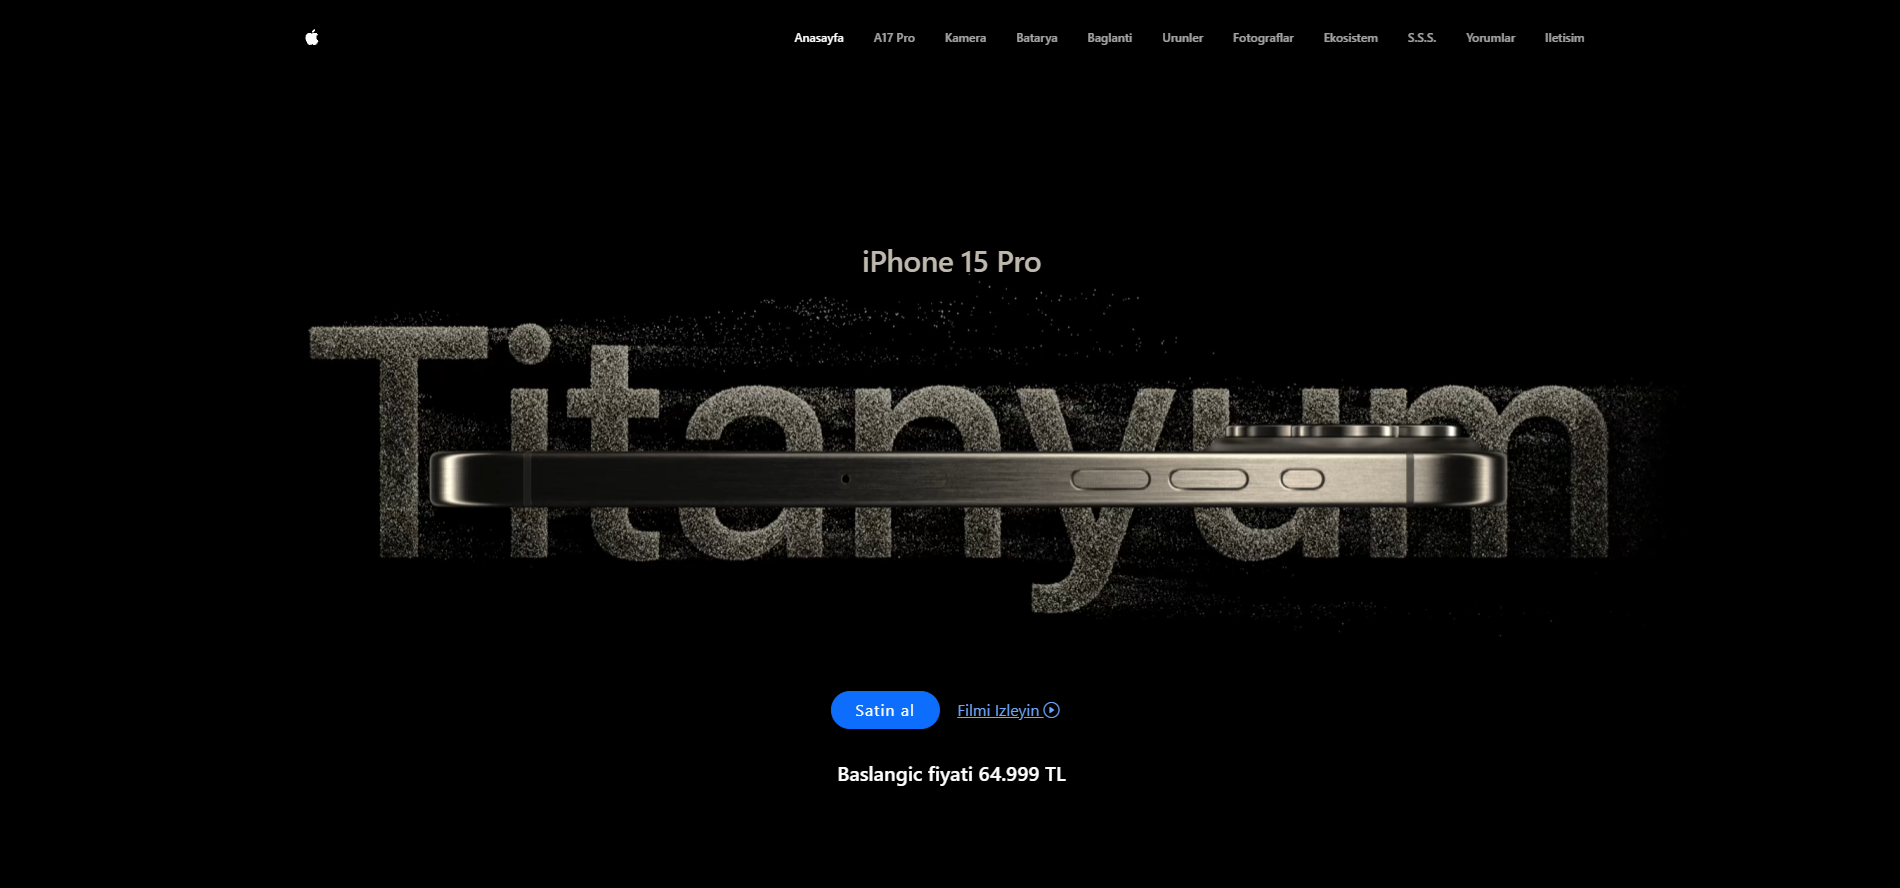 Anasayfa A17 Pro Kamera Batarya Baglanti Urunler Fotograflar Ekosistem S.S.S. Yorumlar Iletisim
iPhone 15 Pro
Titanyum
Satin al Filmi Izleyin
Baslangic fiyati 64.999 TL